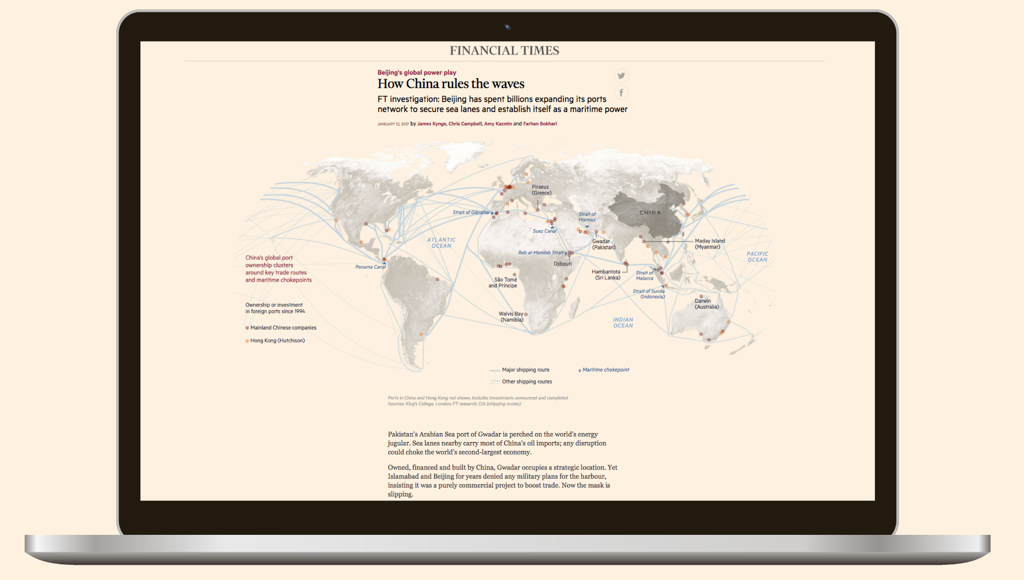 FINANCIAL TIMES
Beijing's global power play
How China rules the waves
FT investigation: Beijing has spent billions expanding its ports
network to secure sea lanes and establish itself as a maritime power
JANUARY 12, 2017 by James Kynge, Chris Campbell, Amy Kazmin and Farhan Bokhari
Piraeus
(Greece)
CHINA
Strait of Gibraltar
Strait of
Hormuz
Suez Canal
ATLANTIC
OCEAN
Gwadar
(Pakistan)
Maday Island
(Myanmar)
Bab al-Mandab Strait
PACIFIC
OCEAN
China's global port
ownership clusters
around key trade routes
and maritime chokepoints
Panama Canal
Djibouti
Hambantota
(Sri Lanka)
Strait of
Malacca
São Tomé
and Príncipe
Strait of Sunda
(Indonesia)
Darwin
(Australia)
Ownership or investment
in foreign ports since 1994
Walvis Bay
(Namibia)
INDIAN
OCEAN
Mainland Chinese companies
Hong Kong (Hutchison)
Major shipping route
Maritime chokepoint
Other shipping routes
Ports in China and Hong Kong not shown. Includes investments announced and completed
Sources: King's College, London; FT research; CIA (shipping routes)
Pakistan's Arabian Sea port of Gwadar is perched on the world's energy
jugular. Sea lanes nearby carry most of China's oil imports; any disruption
could choke the world's second-largest economy.
Owned, financed and built by China, Gwadar occupies a strategic location. Yet
Islamabad and Beijing for years denied any military plans for the harbour,
insisting it was a purely commercial project to boost trade. Now the mask is
slipping.